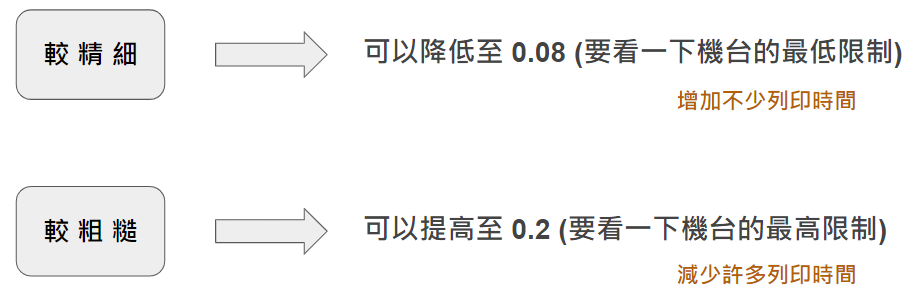 較精細
可以降低至 0.08 (要看一下機台的最低限制)
增加不少列印時間
較粗糙
可以提高至 0.2 (要看一下機台的最高限制)
減少許多列印時間